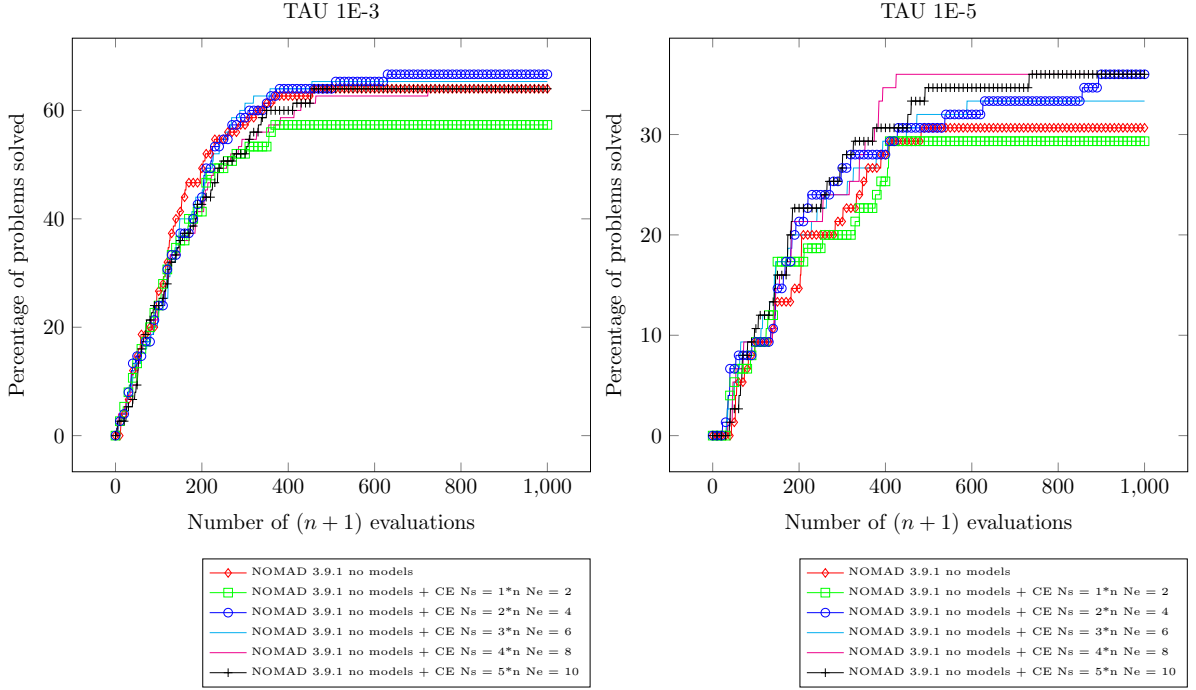 TAU 1E-3
Percentage of problems solved
60
40
20
0
0 200 400 600 800 1,000
Number of (n + 1) evaluations
NOMAD 3.9.1 no models
NOMAD 3.9.1 no models + CE Ns = 1*n Ne = 2
NOMAD 3.9.1 no models + CE Ns = 2*n Ne = 4
NOMAD 3.9.1 no models + CE Ns = 3*n Ne = 6
NOMAD 3.9.1 no models + CE Ns = 4*n Ne = 8
NOMAD 3.9.1 no models + CE Ns = 5*n Ne = 10
TAU 1E-5
Percentage of problems solved
30
20
10
0
0 200 400 600 800 1,000
Number of (n + 1) evaluations
NOMAD 3.9.1 no models
NOMAD 3.9.1 no models + CE Ns = 1*n Ne = 2
NOMAD 3.9.1 no models + CE Ns = 2*n Ne = 4
NOMAD 3.9.1 no models + CE Ns = 3*n Ne = 6
NOMAD 3.9.1 no models + CE Ns = 4*n Ne = 8
NOMAD 3.9.1 no models + CE Ns = 5*n Ne = 10